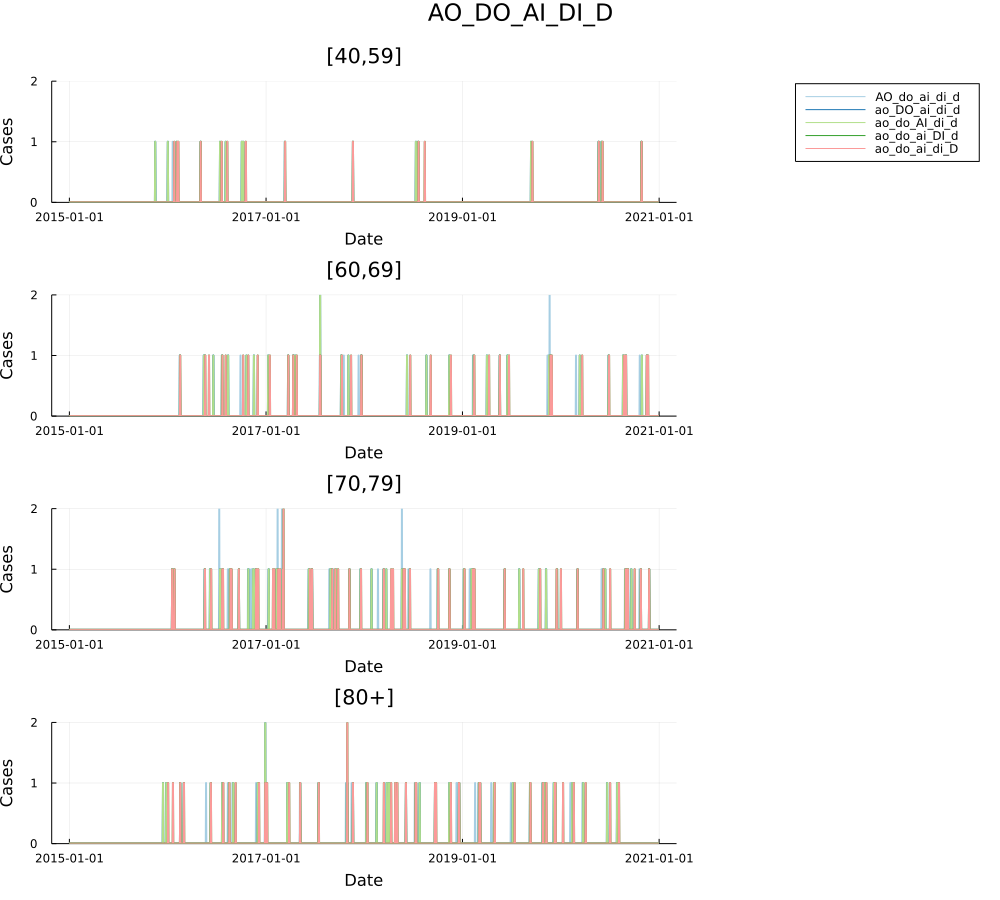 AO_DO_AI_DI_D
[40,59]
2
1
0
Cases
2015-01-01 2017-01-01 2019-01-01 2021-01-01
Date
AO_do_ai_di_d
ao_DO_ai_di_d
ao_do_AI_di_d
ao_do_ai_DI_d
ao_do_ai_di_D
[60,69]
2
1
0
Cases
2015-01-01 2017-01-01 2019-01-01 2021-01-01
Date
[70,79]
2
1
0
Cases
2015-01-01 2017-01-01 2019-01-01 2021-01-01
Date
[80+]
2
1
0
Cases
2015-01-01 2017-01-01 2019-01-01 2021-01-01
Date